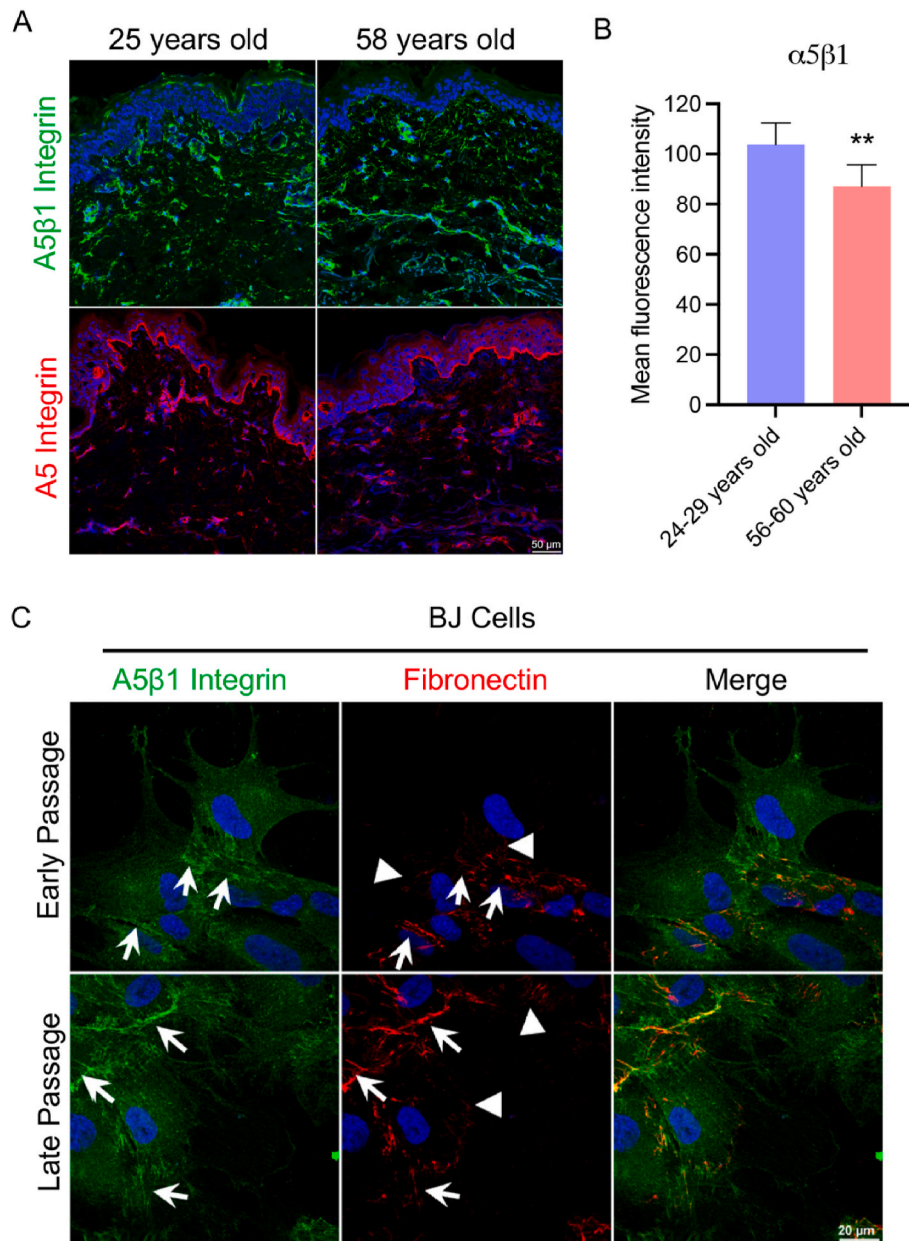 A
25 years old
58 years old
A5β1 Integrin
A5 Integrin
50 μm
B
α5β1
Mean fluorescence intensity
120
100
80
60
40
20
0
**
24-29 years old
56-60 years old
C
BJ Cells
A5β1 Integrin
Fibronectin
Merge
Early Passage
Late Passage
20 μm